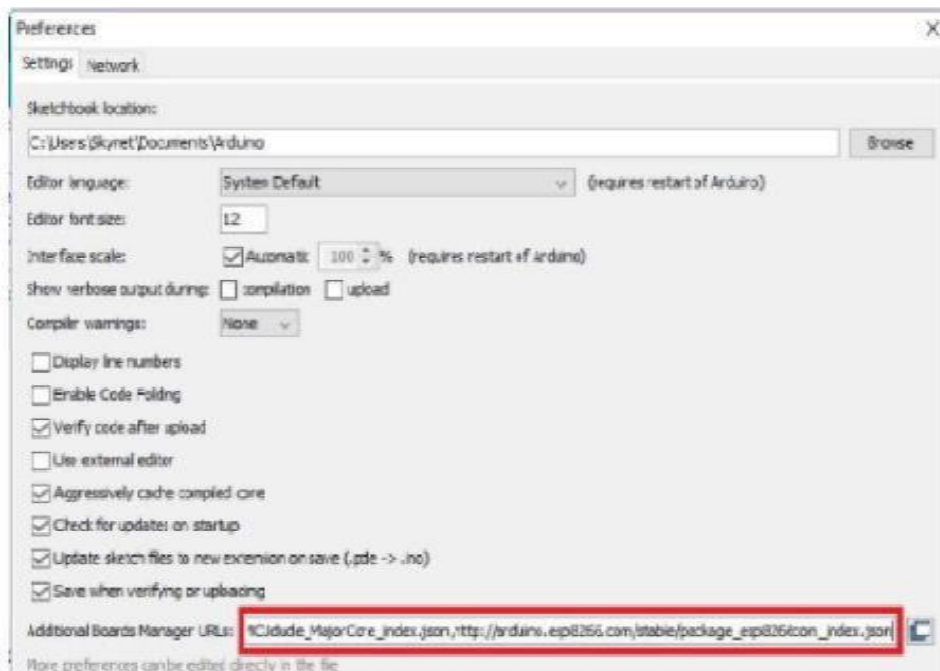 Preferences
Settings Network
Sketchbook location:
C:\Users\Skynet\Documents\Arduino
Browse
Editor language: System Default (requires restart of Arduino)
Editor font size: 12
Interface scale: Automatic 100 % (requires restart of Arduino)
Show verbose output during: compilation upload
Compiler warnings: None
Display line numbers
Enable Code Folding
Verify code after upload
Use external editor
Aggressively cache compiled core
Check for updates on startup
Update sketch files to new extension on save (.pde -> .ino)
Save when verifying or uploading
Additional Boards Manager URLs: http://arduino.esp8266.com/stable/package_esp8266com_index.json
More preferences can be edited directly in the file